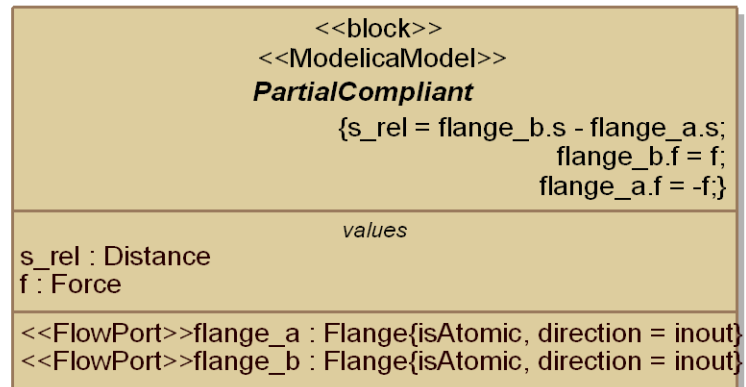 <<block>>
<<ModelicaModel>>
PartialCompliant
{s_rel = flange_b.s - flange_a.s;
flange_b.f = f;
flange_a.f = -f;}
values
s_rel : Distance
f : Force
<<FlowPort>>flange_a : Flange{isAtomic, direction = inout}
<<FlowPort>>flange_b : Flange{isAtomic, direction = inout}